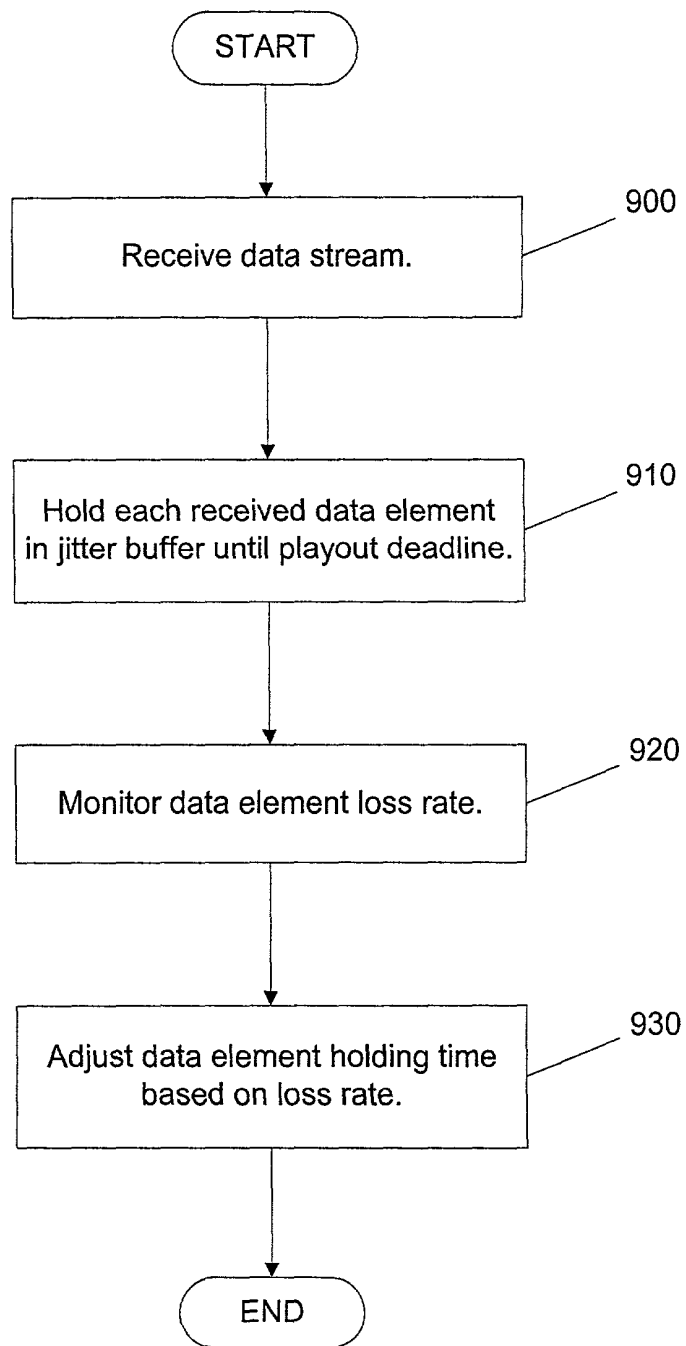 START
900
Receive data stream.
910
Hold each received data element
in jitter buffer until playout deadline.
920
Monitor data element loss rate.
930
Adjust data element holding time
based on loss rate.
END